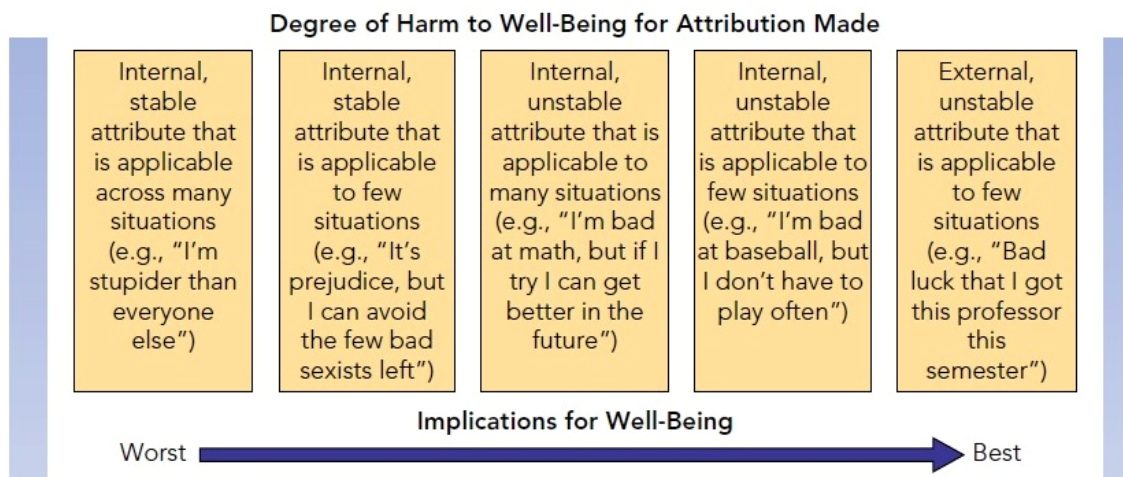 Degree of Harm to Well-Being for Attribution Made
Internal,
stable
attribute that
is applicable
across many
situations
(e.g., “I’m
stupider than
everyone
else”)
Internal,
stable
attribute that
is applicable
to few
situations
(e.g., “It’s
prejudice, but
I can avoid
the few bad
sexists left”)
Internal,
unstable
attribute that is
applicable to
many situations
(e.g., “I’m bad
at math, but if I
try I can get
better in the
future”)
Internal,
unstable
attribute that
is applicable to
few situations
(e.g., “I’m bad
at baseball, but
I don’t have to
play often”)
External,
unstable
attribute that
is applicable
to few
situations
(e.g., “Bad
luck that I got
this professor
this
semester”)
Implications for Well-Being
Worst
Best